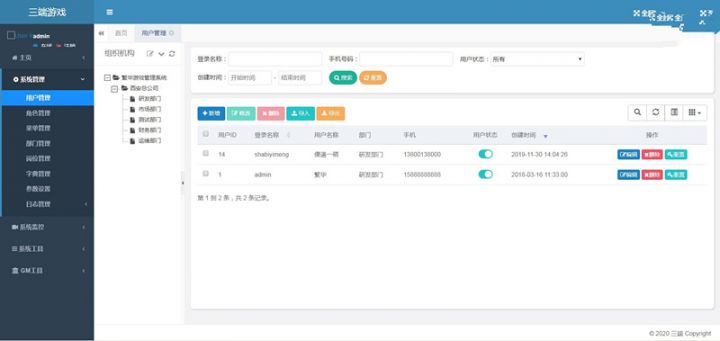 三端游戏
admin
在线 注销
主页
系统管理
用户管理
角色管理
菜单管理
部门管理
岗位管理
字典管理
参数设置
日志管理
系统监控
系统工具
GM工具
首页
用户管理
组织机构
繁华游戏管理系统
西安总公司
研发部门
市场部门
测试部门
财务部门
运维部门
登录名称：
手机号码：
用户状态： 所有
创建时间： 开始时间 - 结束时间 搜索 重置
新增 修改 删除 导入 导出
用户ID 登录名称 用户名称 部门 手机 用户状态 创建时间 操作
14 shabiyimeng 傻逼一萌 研发部门 13800138000 2019-11-30 14:04:26 编辑 删除 重置
1 admin 繁华 研发部门 15888888888 2018-03-16 11:33:00 编辑 删除 重置
第 1 到 2 条，共 2 条记录。
© 2020 三端 Copyright